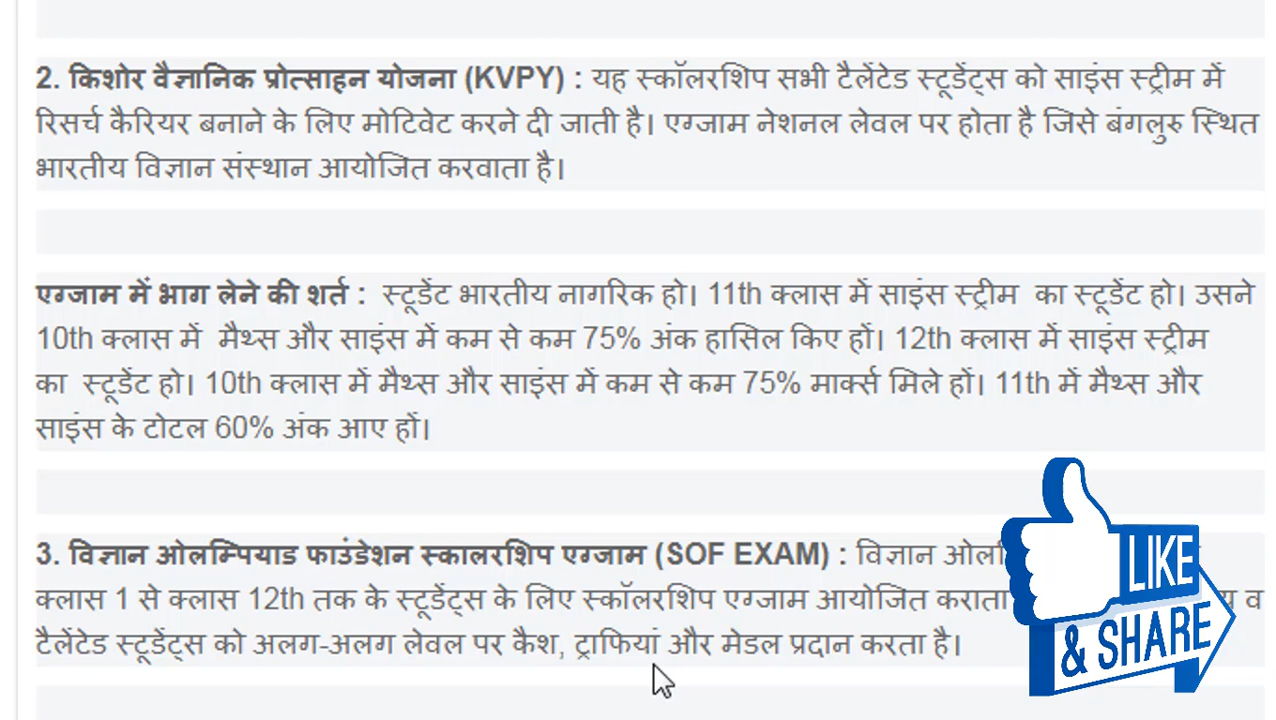 2. किशोर वैज्ञानिक प्रोत्साहन योजना (KVPY) : यह स्कॉलरशिप सभी टैलेंटेड स्टूडेंट्स को साइंस स्ट्रीम में
रिसर्च कैरियर बनाने के लिए मोटिवेट करने दी जाती है। एग्जाम नेशनल लेवल पर होता है जिसे बंगलुरु स्थित
भारतीय विज्ञान संस्थान आयोजित करवाता है।
एग्जाम में भाग लेने की शर्त : स्टूडेंट भारतीय नागरिक हो। 11th क्लास में साइंस स्ट्रीम का स्टूडेंट हो। उसने
10th क्लास में मैथ्स और साइंस में कम से कम 75% अंक हासिल किए हों। 12th क्लास में साइंस स्ट्रीम
का स्टूडेंट हो। 10th क्लास में मैथ्स और साइंस में कम से कम 75% मार्क्स मिले हों। 11th में मैथ्स और
साइंस के टोटल 60% अंक आए हों।
3. विज्ञान ओलम्पियाड फाउंडेशन स्कालरशिप एग्जाम (SOF EXAM) : विज्ञान
क्लास 1 से क्लास 12th तक के स्टूडेंट्स के लिए स्कॉलरशिप एग्जाम आयोजित कराता व
टैलेंटेड स्टूडेंट्स को अलग-अलग लेवल पर कैश, ट्राफियां और मेडल प्रदान करता है।
LIKE
& SHARE